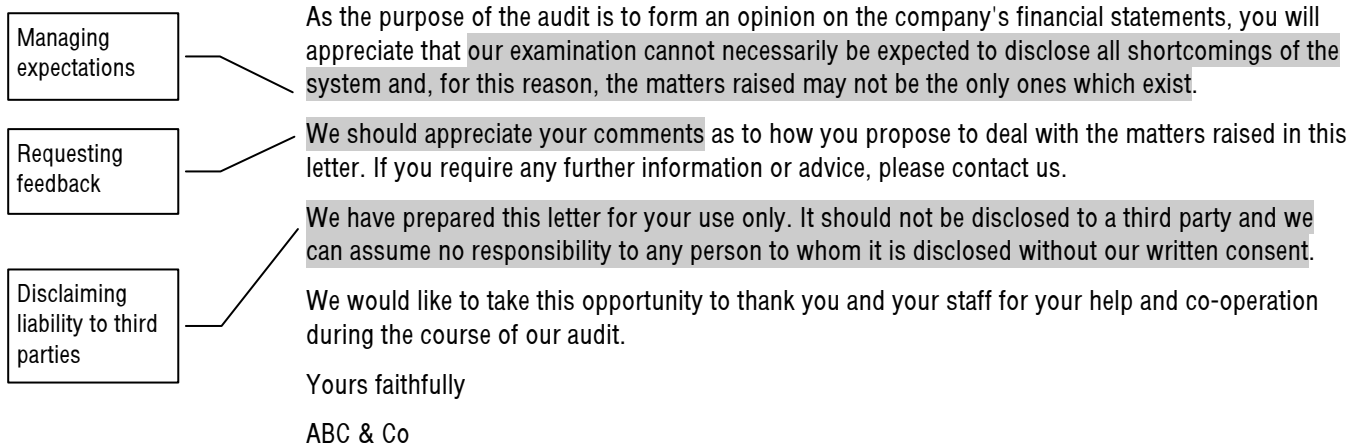 Managing
expectations
As the purpose of the audit is to form an opinion on the company's financial statements, you will
appreciate that our examination cannot necessarily be expected to disclose all shortcomings of the
system and, for this reason, the matters raised may not be the only ones which exist.
Requesting
feedback
We should appreciate your comments as to how you propose to deal with the matters raised in this
letter. If you require any further information or advice, please contact us.
Disclaiming
liability to third
parties
We have prepared this letter for your use only. It should not be disclosed to a third party and we
can assume no responsibility to any person to whom it is disclosed without our written consent.
We would like to take this opportunity to thank you and your staff for your help and co-operation
during the course of our audit.
Yours faithfully
ABC & Co